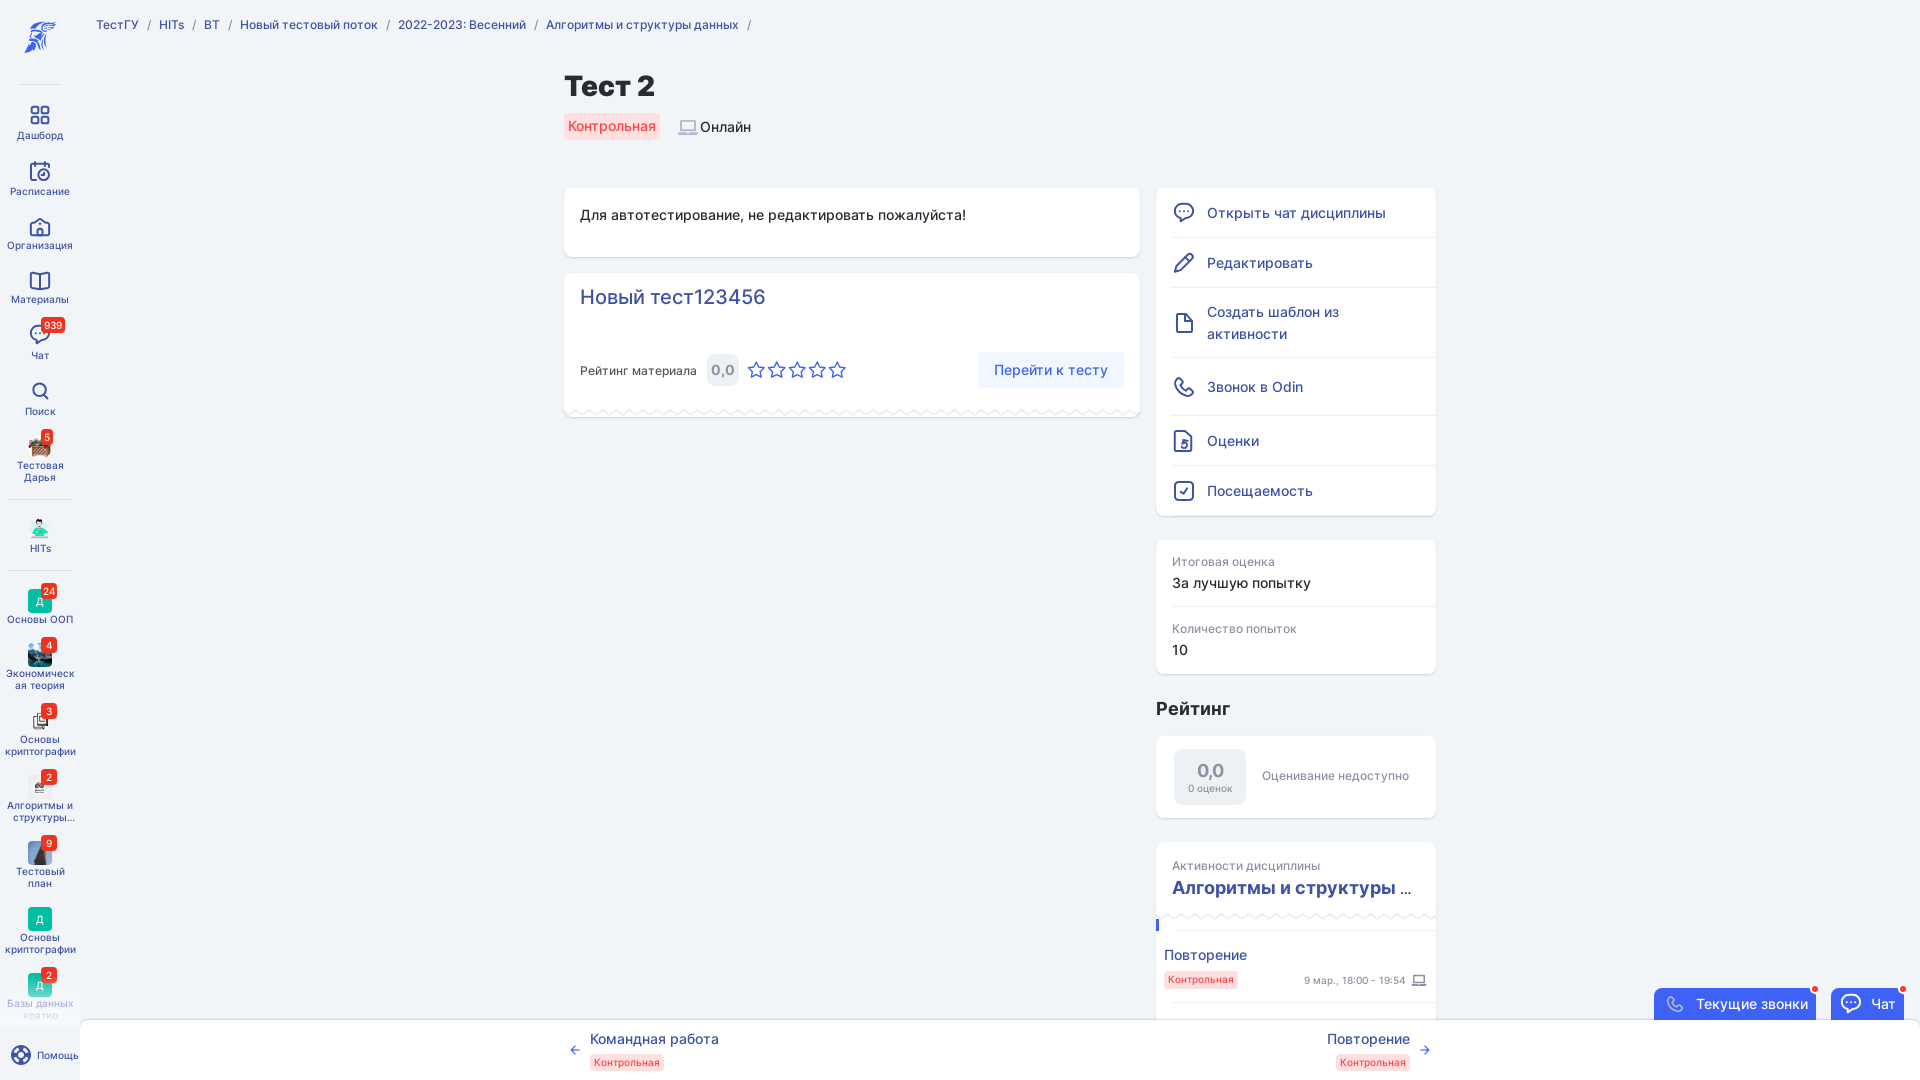 ТестГУ / HITs / ВТ / Новый тестовый поток / 2022-2023: Весенний / Алгоритмы и структуры данных /
Дашборд
Расписание
Организация
Материалы
939
Чат
Поиск
5
Тестовая
Дарья
HITs
24
Д
Основы ООП
4
Экономическ
ая теория
3
Основы
криптографии
2
Алгоритмы и
структуры...
9
Тестовый
план
Д
Основы
криптографии
2
Д
Базы данных
кратко
Помощь
Тест 2
Контрольная
Онлайн
Для автотестирование, не редактировать пожалуйста!
Новый тест123456
Рейтинг материала 0,0
Перейти к тесту
Открыть чат дисциплины
Редактировать
Создать шаблон из
активности
Звонок в Odin
Оценки
Посещаемость
Итоговая оценка
За лучшую попытку
Количество попыток
10
Рейтинг
0,0
0 оценок
Оценивание недоступно
Активности дисциплины
Алгоритмы и структуры ...
Повторение
Контрольная
9 мар., 18:00 - 19:54
Текущие звонки
Чат
Командная работа
Контрольная
Повторение
Контрольная